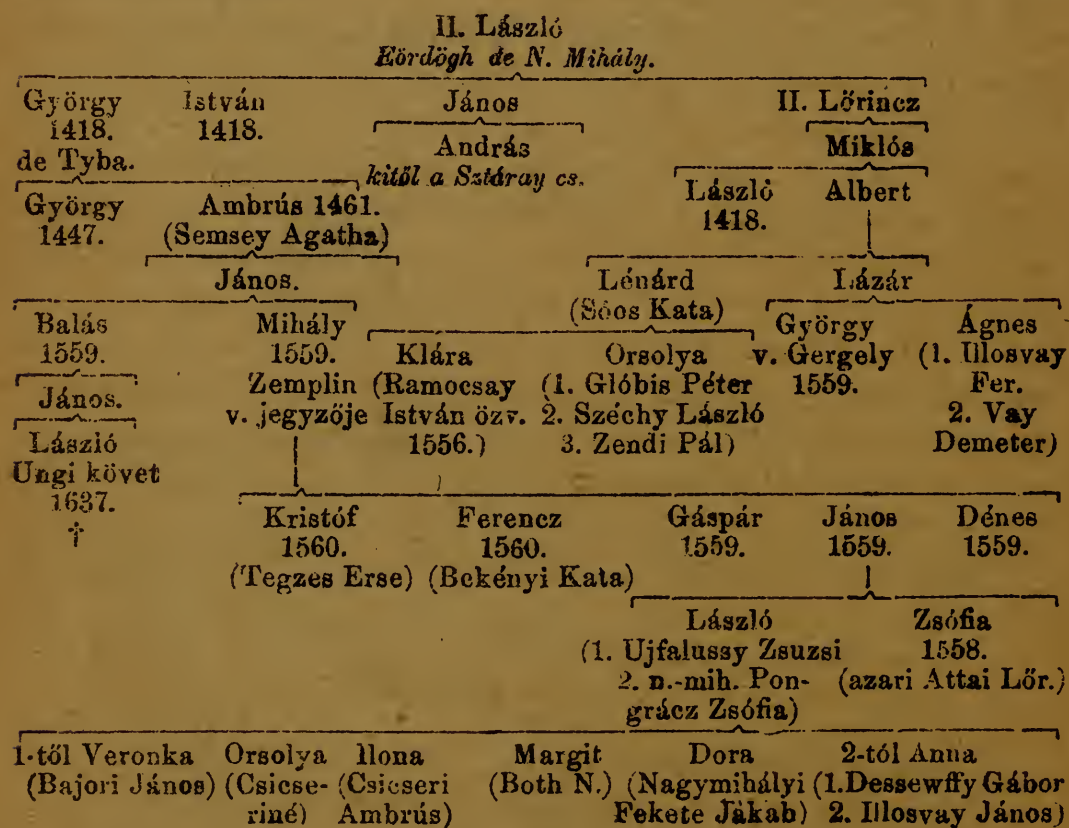 II. László
Eördögh de N. Mihály.
György István János II. Lőrincz
1418. 1418. András Miklós
de Tyba. kitől a Sztáray cs.
László Albert
1418.
György Ambrús 1461.
1447. (Semsey Agatha)
János. Lénárd Lázár
(Sóos Kata)
Balás Mihály Klára Orsolya György Ágnes
1559. 1559. (Ramocsay (1. Glóbis Péter v. Gergely (1. Illosvay
János. Zemplin István özv. 2. Széchy László 1559. Fer.
László v. jegyzöje 1556.) 3. Zendi Pál) 2. Vay
Ungi követ Demeter)
1637.
†
Kristóf Ferencz Gáspár János Dénes
1560. 1560. 1559. 1559. 1559.
(Tegzes Erse) (Bekényi Kata)
László Zsófia
(1. Ujfalussy Zsuzsi 1558.
2. n.-mih. Pon- (azari Attai Lőr.)
grácz Zsófia)
1-től Veronka Orsolya Ilona Margit Dora 2-tól Anna
(Bajori János) (Csicse- (Csicseri (Both N.) (Nagymihályi (1.Dessewffy Gábor
riné) Ambrús) Fekete Jakab) 2. Illosvay János)